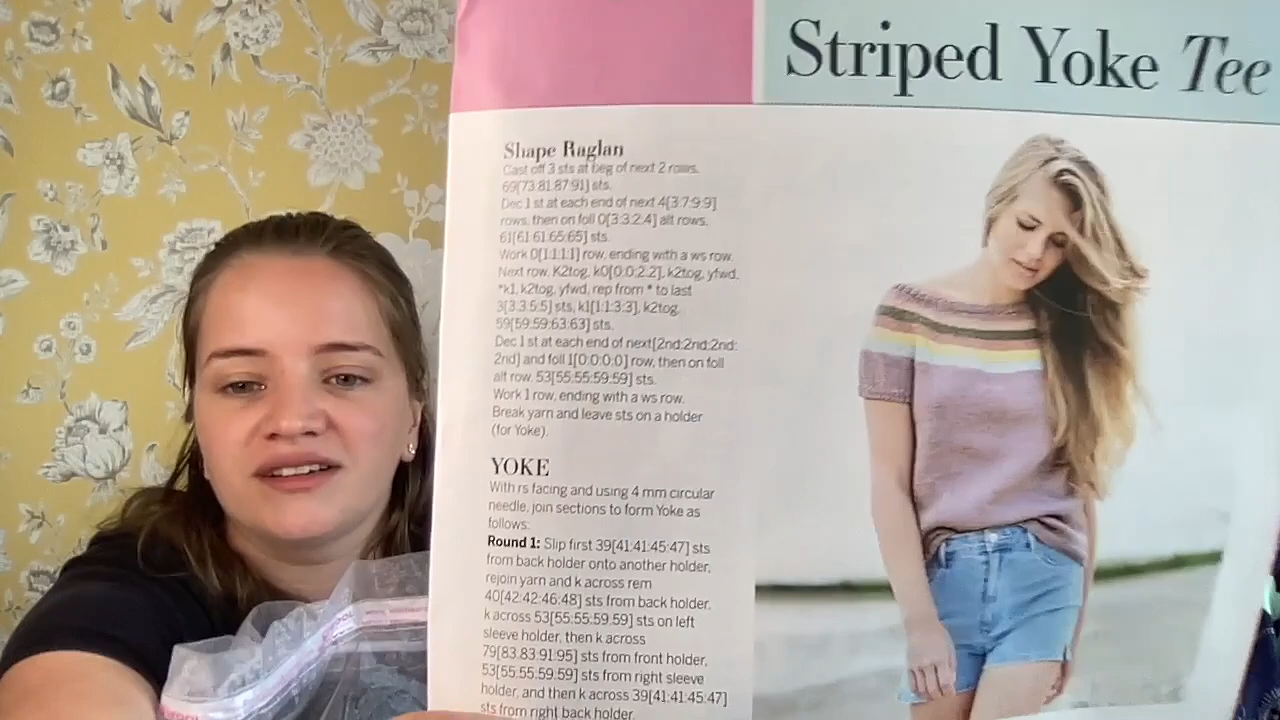 Striped Yoke Tee
Shape Raglan
Cast off 3 sts at beg of next 2 rows.
69[73:81:87:91] sts.
Dec 1 st at each end of next 4[3:7:9:9]
rows, then on foll 0[3:3:2:4] alt rows.
61[61:61:65:65] sts.
Work 0[1:1:1:1] row, ending with a ws row.
Next row. K2tog, k0[0:0:2:2], k2tog, yfwd,
*k1, k2tog, yfwd, rep from * to last
3[3:3:5:5] sts, k1[1:1:3:3], k2tog.
59[59:59:63:63] sts.
Dec 1 st at each end of next[2nd:2nd:2nd:
2nd] and foll 1[0:0:0:0] row, then on foll
alt row. 53[55:55:59:59] sts.
Work 1 row, ending with a ws row.
Break yarn and leave sts on a holder
(for Yoke).
YOKE
With rs facing and using 4 mm circular
needle, join sections to form Yoke as
follows:
Round 1: Slip first 39[41:41:45:47] sts
from back holder onto another holder,
rejoin yarn and k across rem
40[42:42:46:48] sts from back holder,
k across 53[55:55:59:59] sts on left
sleeve holder, then k across
79[83:83:91:95] sts from front holder,
53[55:55:59:59] sts from right sleeve
holder, and then k across 39[41:41:45:47]
sts from right back holder.